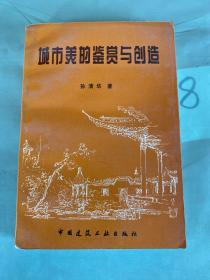 城市美的鉴赏与创造
孙清华 著
中国建筑工业出版社
8